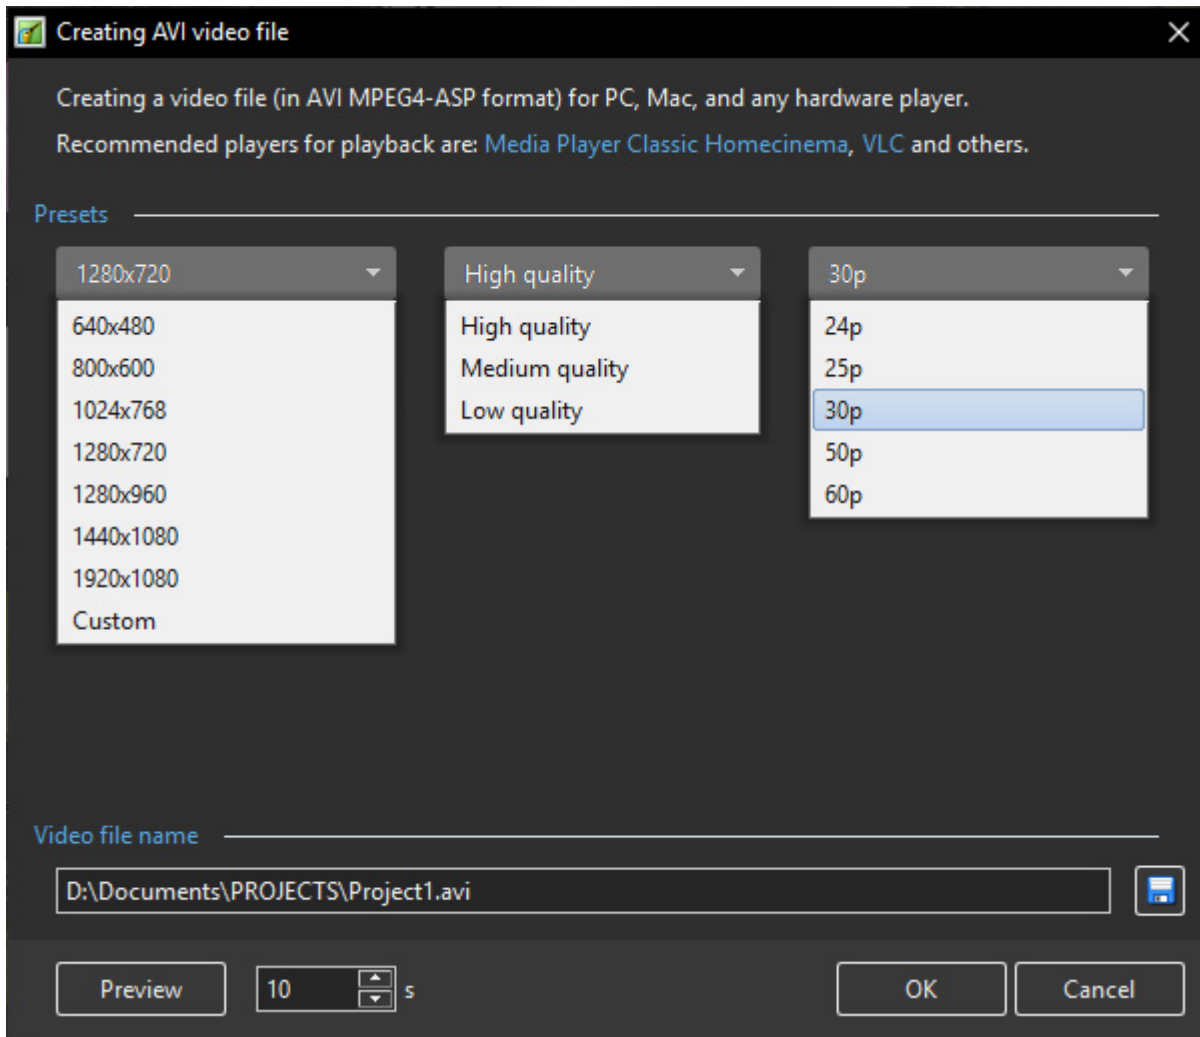 Creating AVI video file
Creating a video file (in AVI MPEG4-ASP format) for PC, Mac, and any hardware player.
Recommended players for playback are: Media Player Classic Homecinema, VLC and others.
Presets
1280x720
640x480
800x600
1024x768
1280x720
1280x960
1440x1080
1920x1080
Custom
High quality
High quality
Medium quality
Low quality
30p
24p
25p
30p
50p
60p
Video file name
D:\Documents\PROJECTS\Project1.avi
Preview 10 s OK Cancel